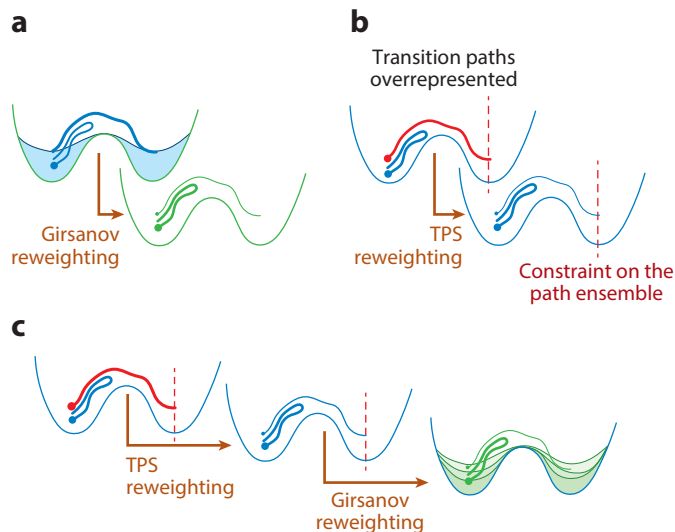 a
Girsanov
reweighting
b
Transition paths
overrepresented
TPS
reweighting
Constraint on the
path ensemble
c
TPS
reweighting
Girsanov
reweighting